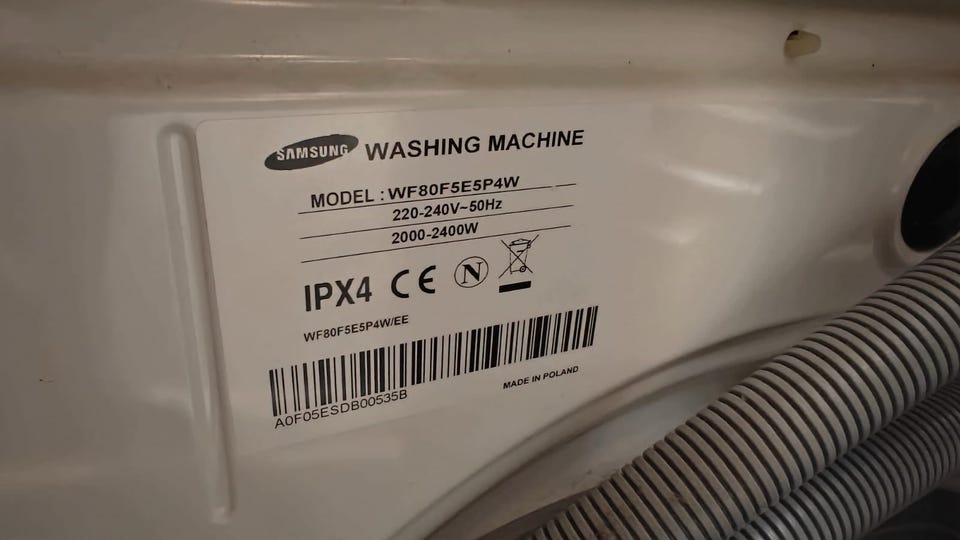 SAMSUNG WASHING MACHINE
MODEL : WF80F5E5P4W
220-240V~50Hz
2000-2400W
IPX4 CE N
WF80F5E5P4W/EE
A0F05ESDB00535B
MADE IN POLAND